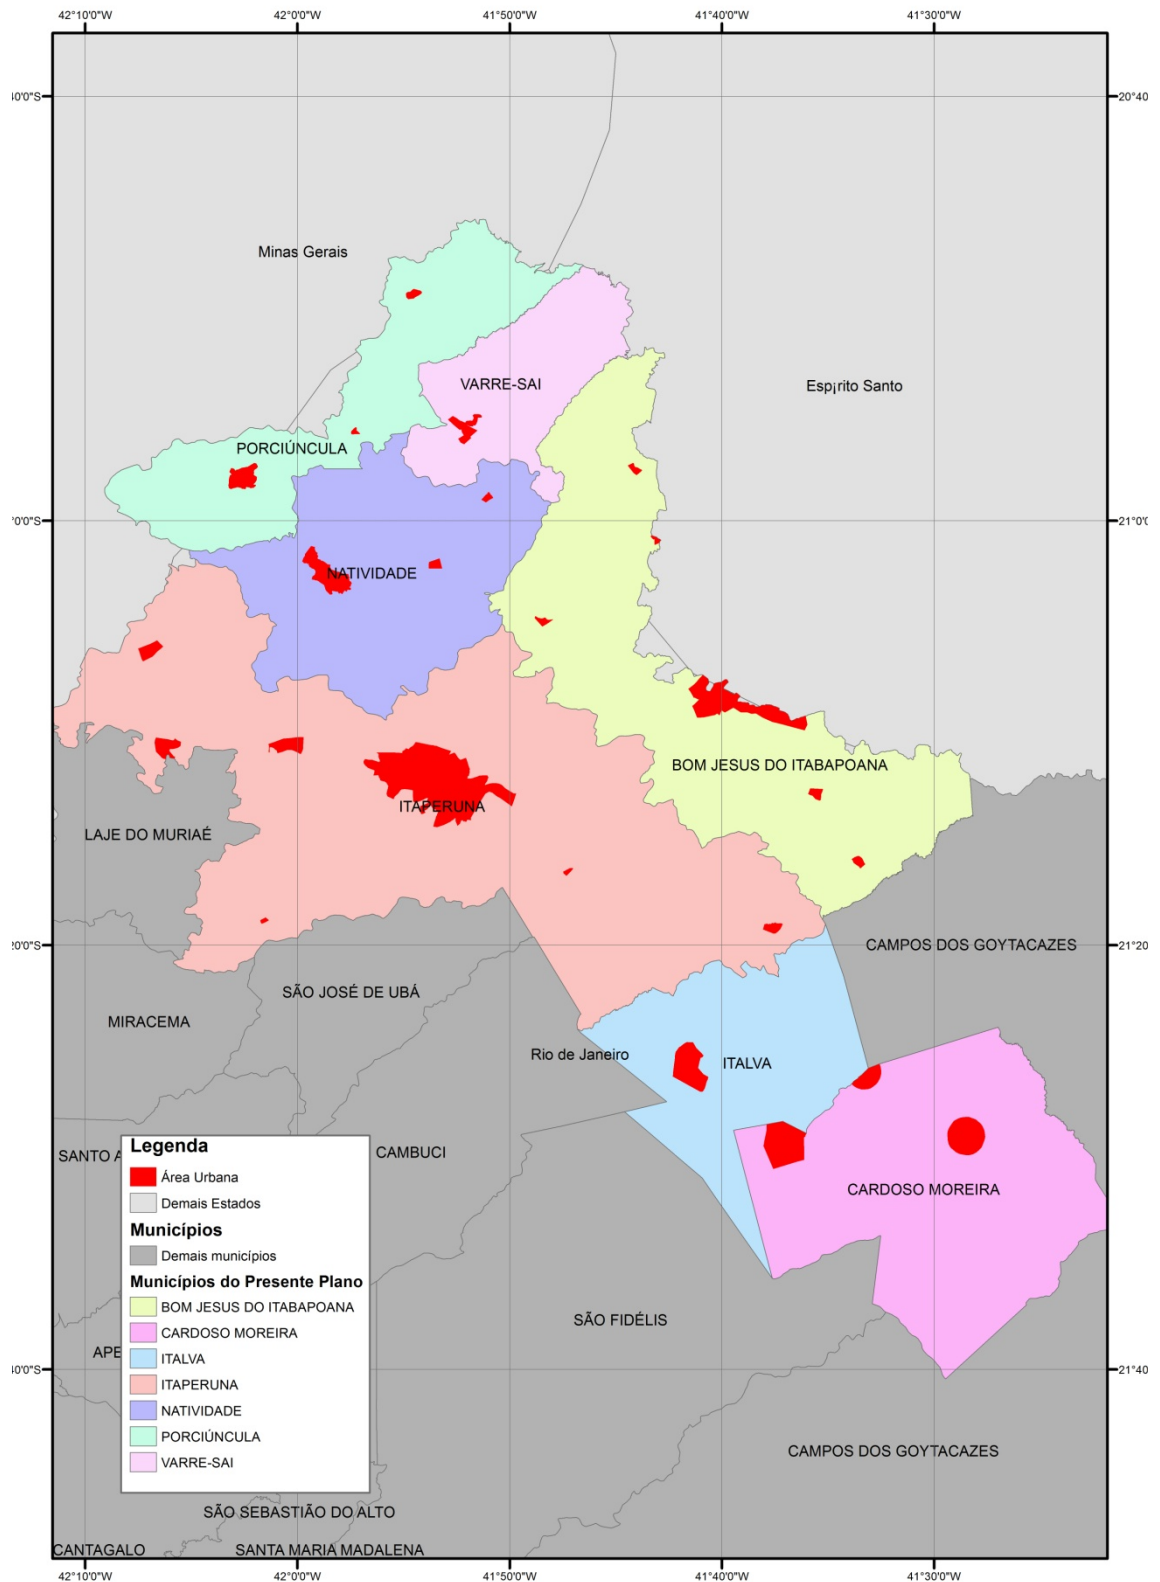 42°10'0"W 42°0'0"W 41°50'0"W 41°40'0"W 41°30'0"W
20°40
Minas Gerais
VARRE-SAI
Esp¡rito Santo
PORCIÚNCULA
21°0'0
NATIVIDADE
BOM JESUS DO ITABAPOANA
ITAPERUNA
LAJE DO MURIAÉ
21°20
CAMPOS DOS GOYTACAZES
SÃO JOSÉ DE UBÁ
MIRACEMA
Rio de Janeiro
ITALVA
SANTO A
CAMBUCI
CARDOSO MOREIRA
SÃO FIDÉLIS
APE
21°40
CAMPOS DOS GOYTACAZES
SÃO SEBASTIÃO DO ALTO
CANTAGALO
SANTA MARIA MADALENA
Legenda
Área Urbana
Demais Estados
Municípios
Demais municípios
Municípios do Presente Plano
BOM JESUS DO ITABAPOANA
CARDOSO MOREIRA
ITALVA
ITAPERUNA
NATIVIDADE
PORCIÚNCULA
VARRE-SAI
42°10'0"W 42°0'0"W 41°50'0"W 41°40'0"W 41°30'0"W